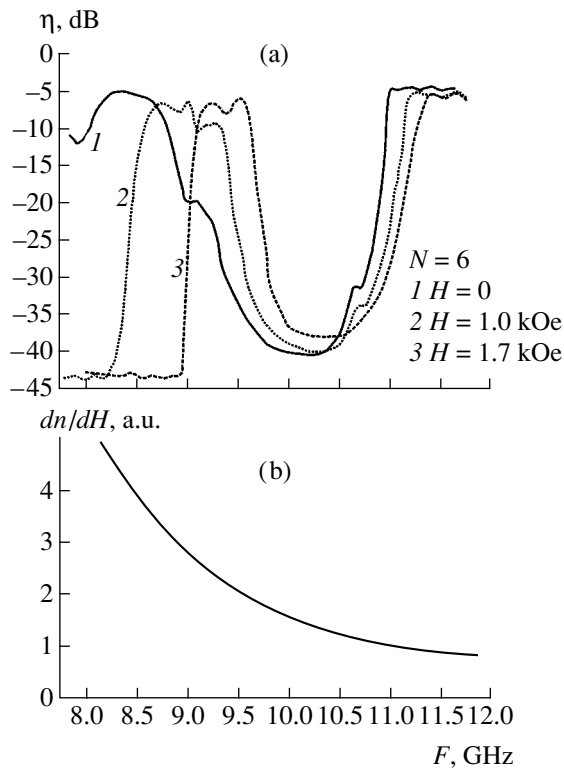 η, dB
(a)
0
–5
–10
–15
–20
–25
–30
–35
–40
–45
1
2
3
N = 6
1 H = 0
2 H = 1.0 kOe
3 H = 1.7 kOe
dn/dH, a.u.
(b)
4
3
2
1
0
8.0 8.5 9.0 9.5 10.0 10.5 11.0 11.5 12.0
F, GHz